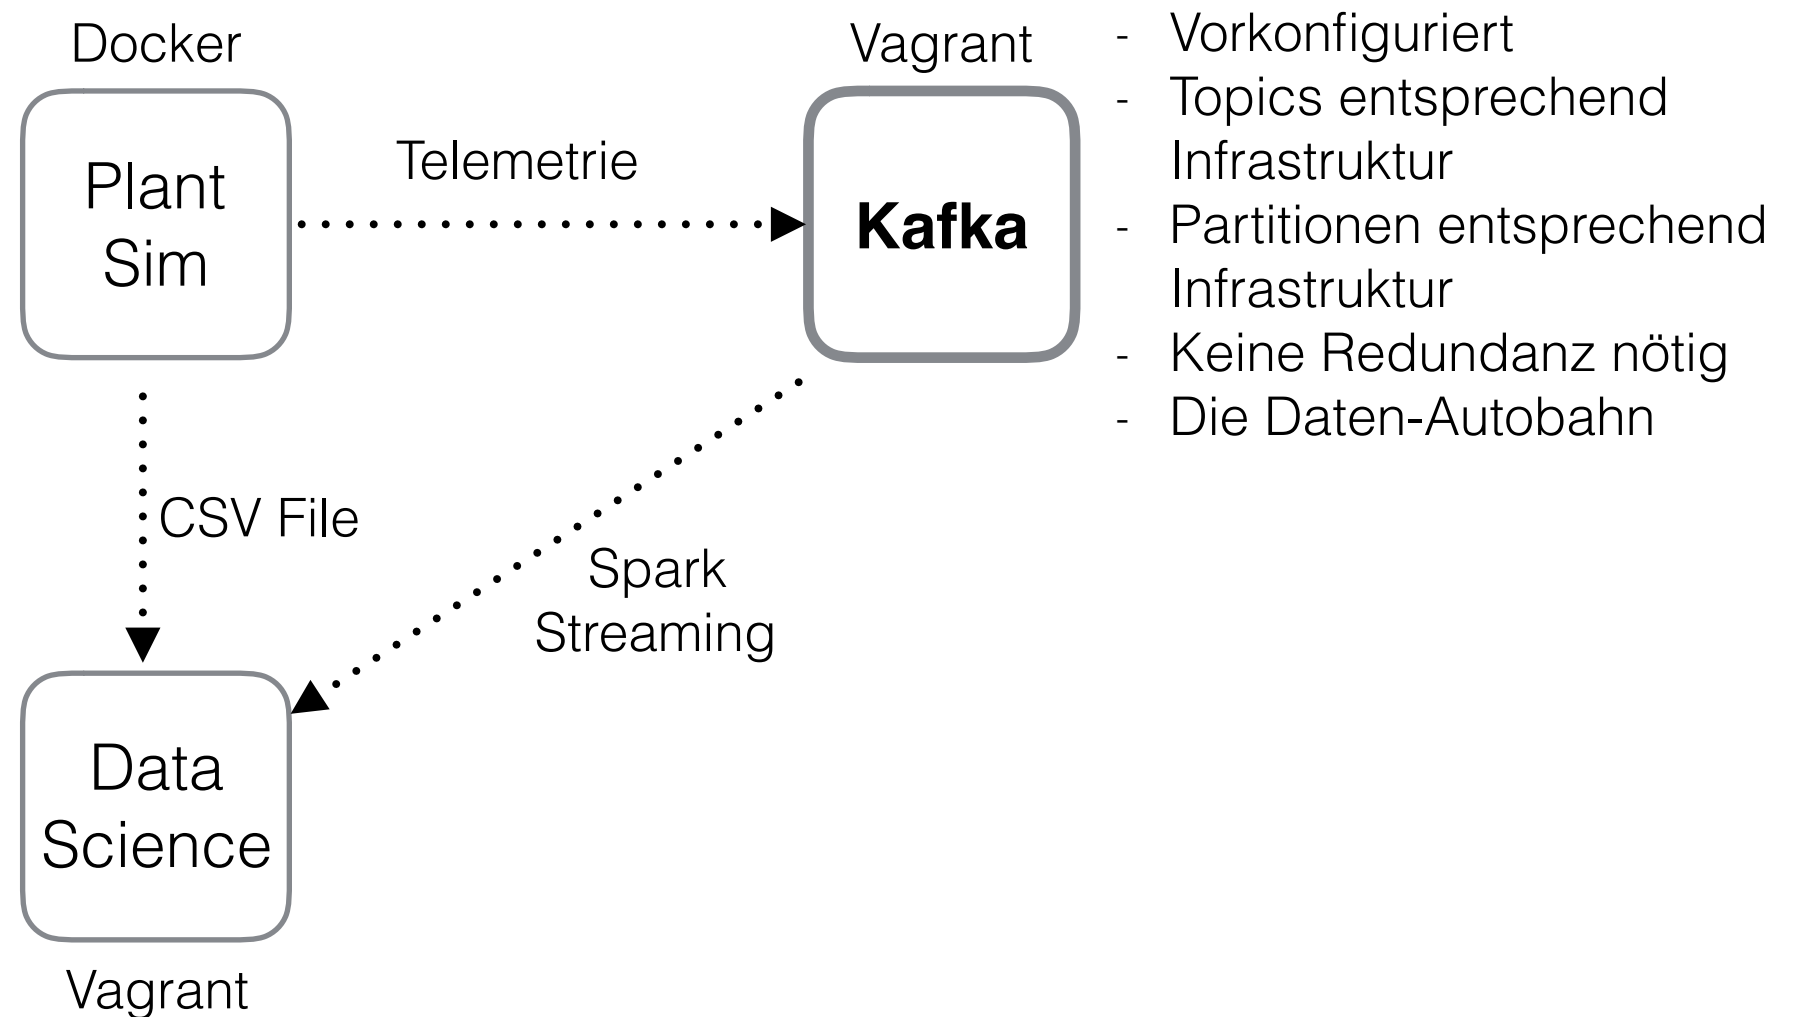 Docker
Plant
Sim
Telemetrie
Vagrant
Kafka
- Vorkonfiguriert
- Topics entsprechend
Infrastruktur
- Partitionen entsprechend
Infrastruktur
- Keine Redundanz nötig
- Die Daten-Autobahn
CSV File
Spark
Streaming
Data
Science
Vagrant